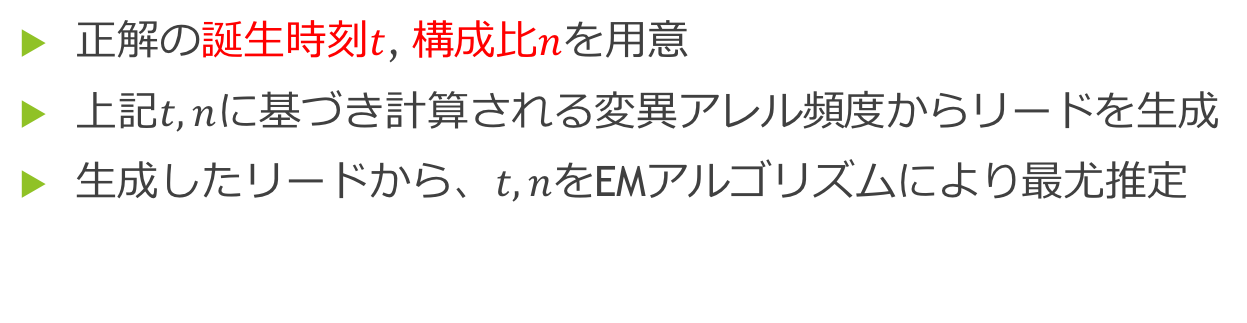 正解の誕生時刻t, 構成比nを用意
上記t, nに基づき計算される変異アレル頻度からリードを生成
生成したリードから、t, nをEMアルゴリズムにより最尤推定